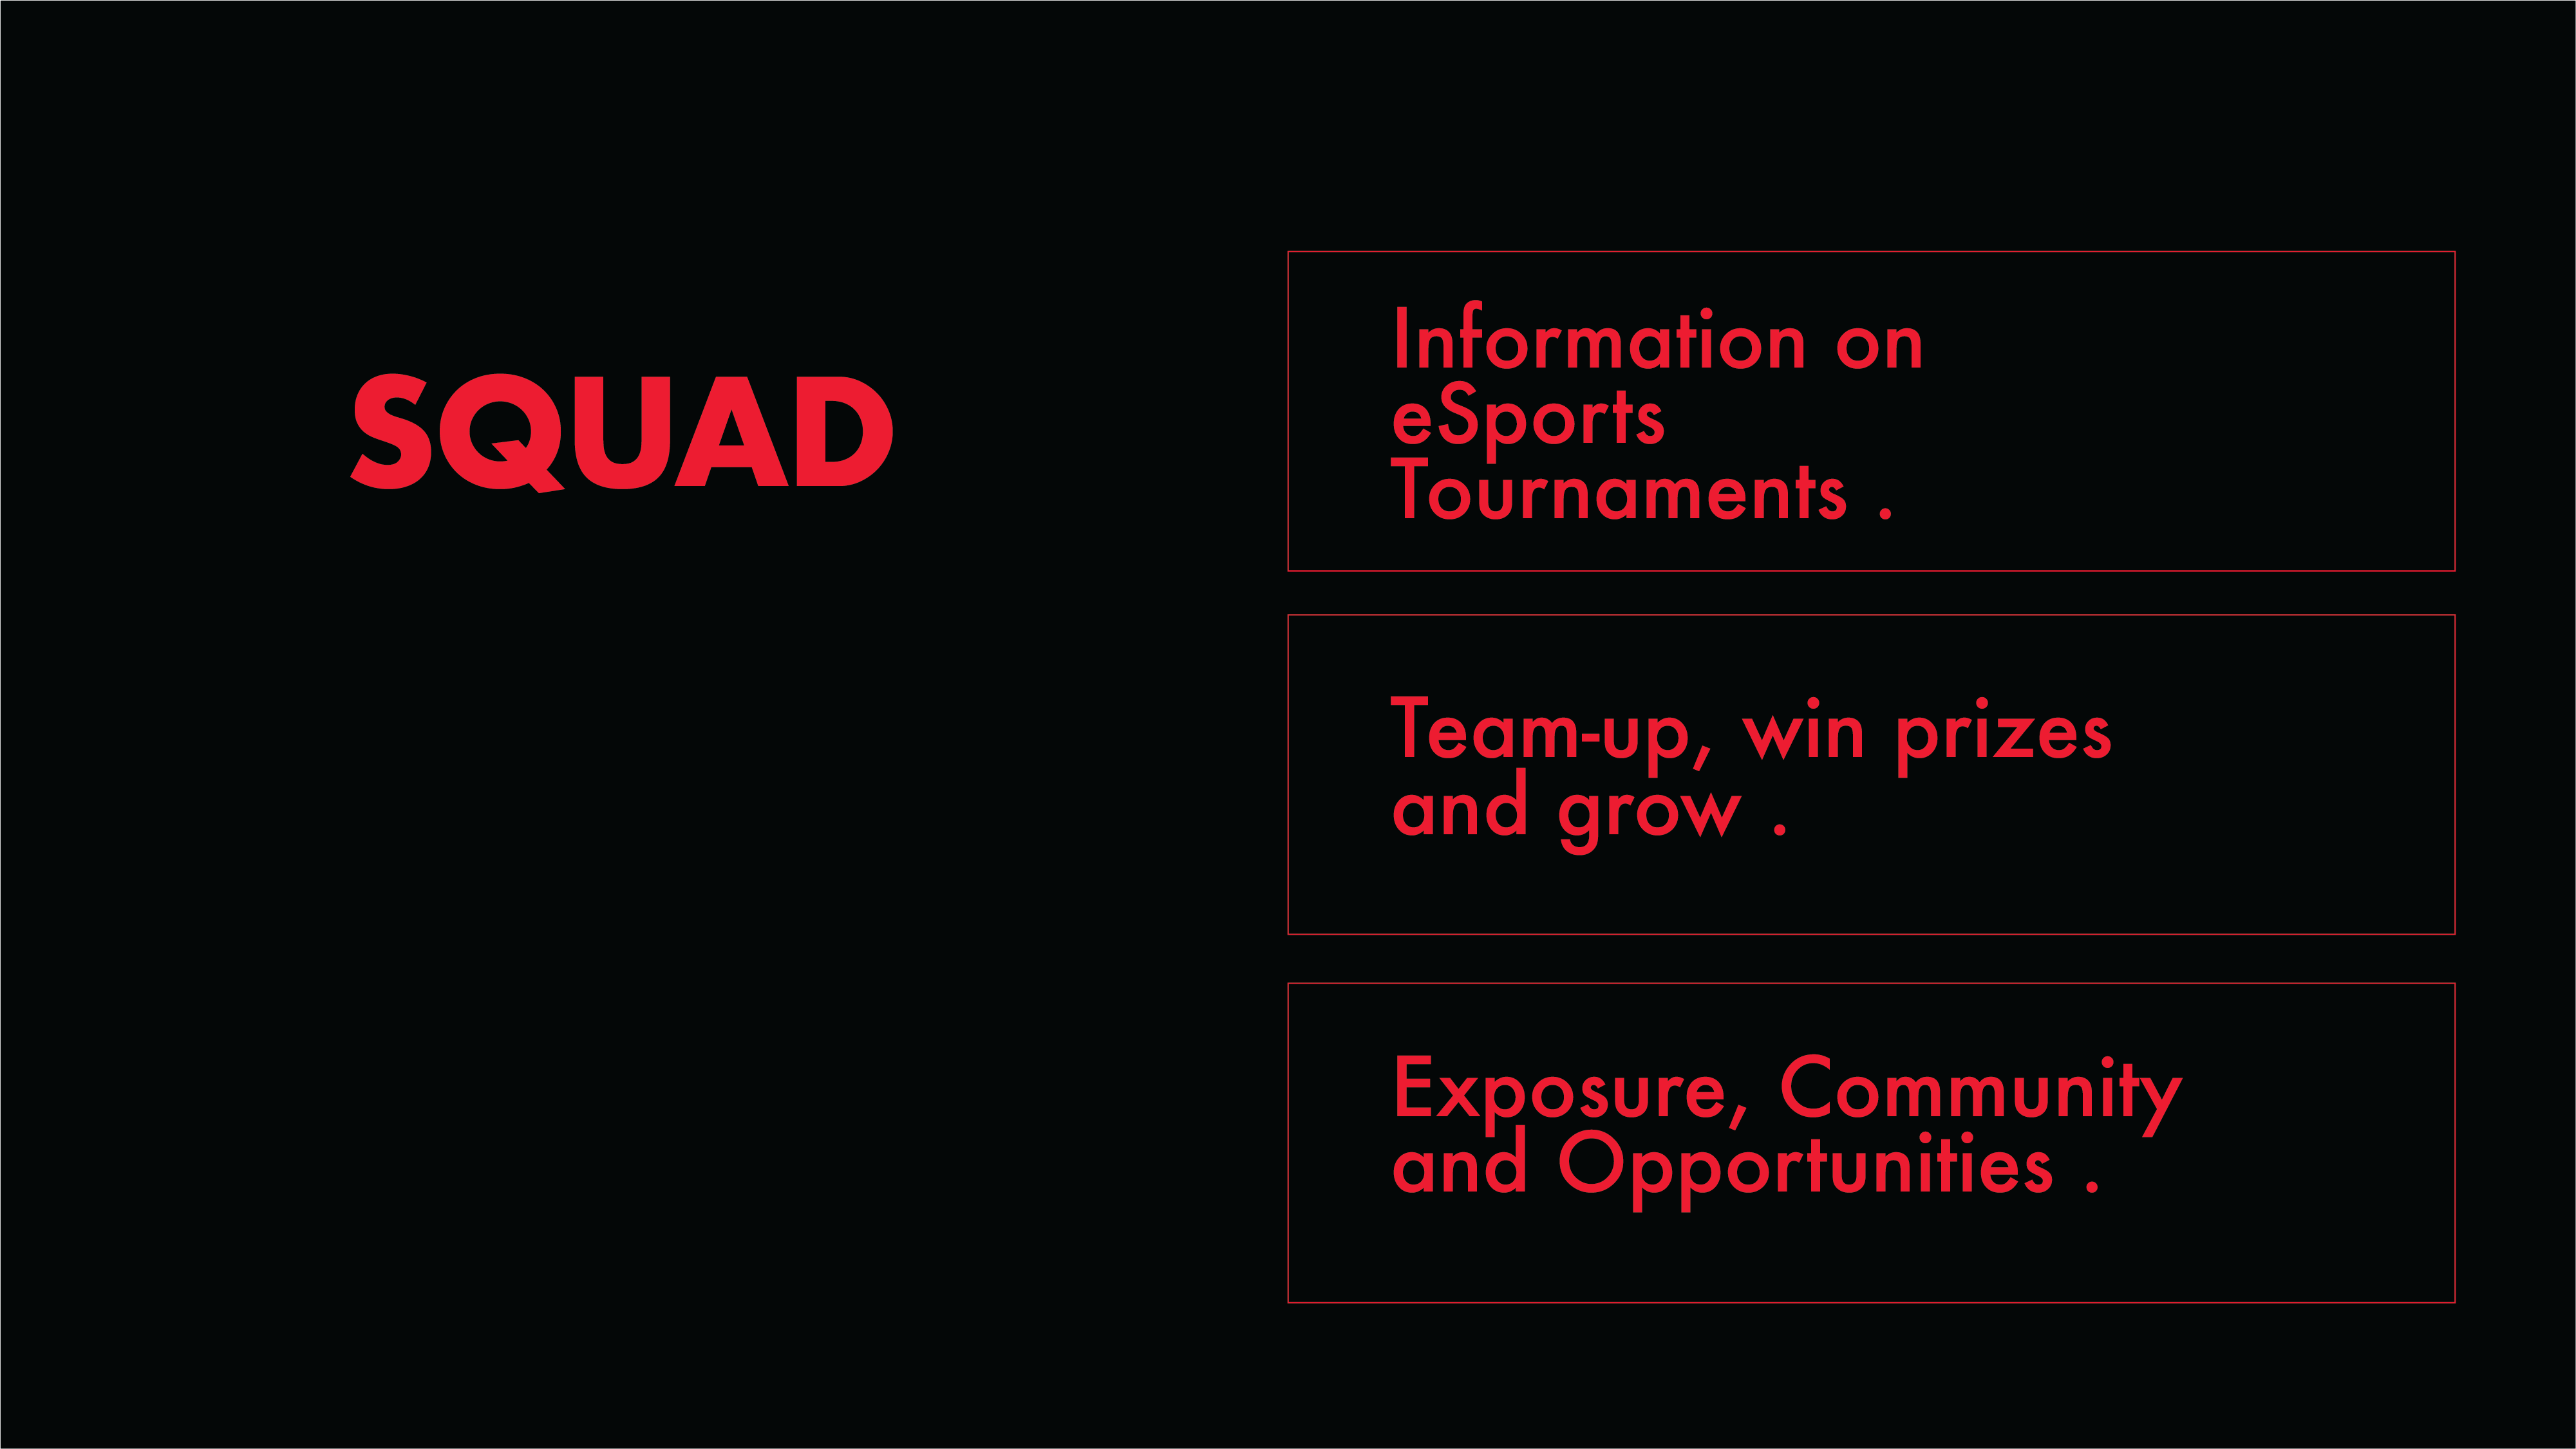 SQUAD
Information on
eSports
Tournaments .
Team-up, win prizes
and grow .
Exposure, Community
and Opportunities .